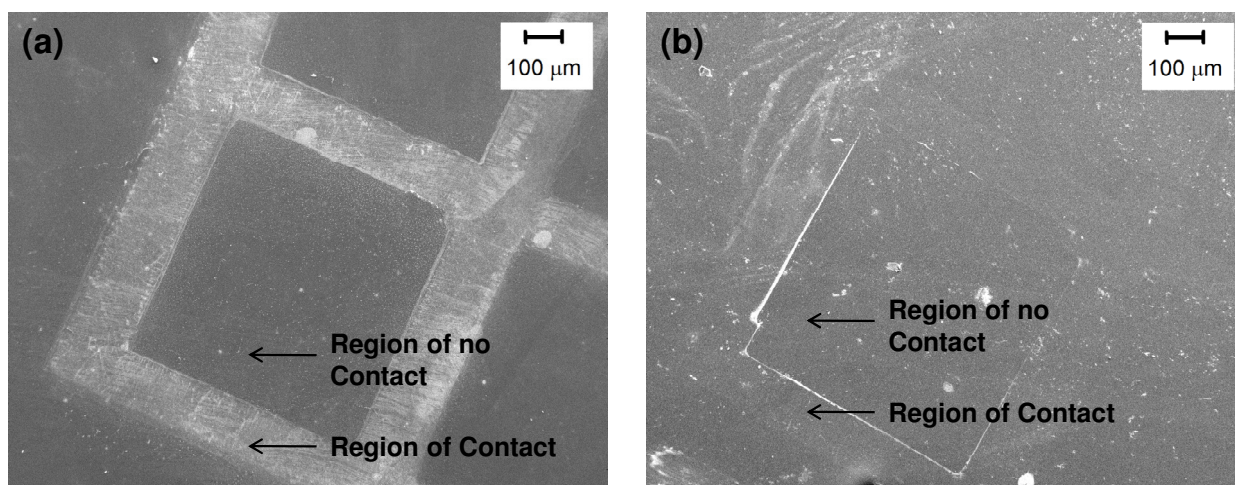 (a)
100 μm
Region of no
Contact
Region of Contact
(b)
100 μm
Region of no
Contact
Region of Contact